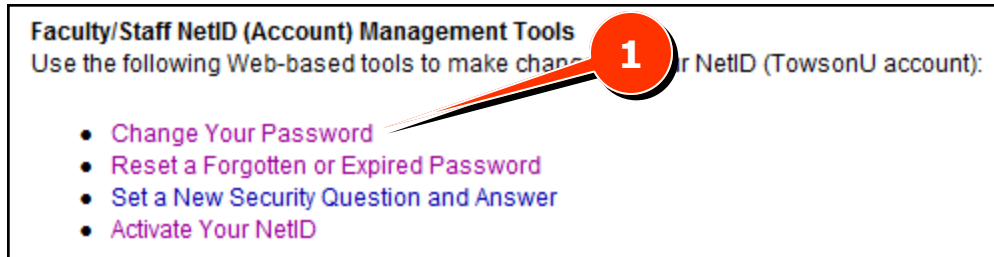 Faculty/Staff NetID (Account) Management Tools
Use the following Web-based tools to make NetID (TowsonU account):
1
Change Your Password
Reset a Forgotten or Expired Password
Set a New Security Question and Answer
Activate Your NetID